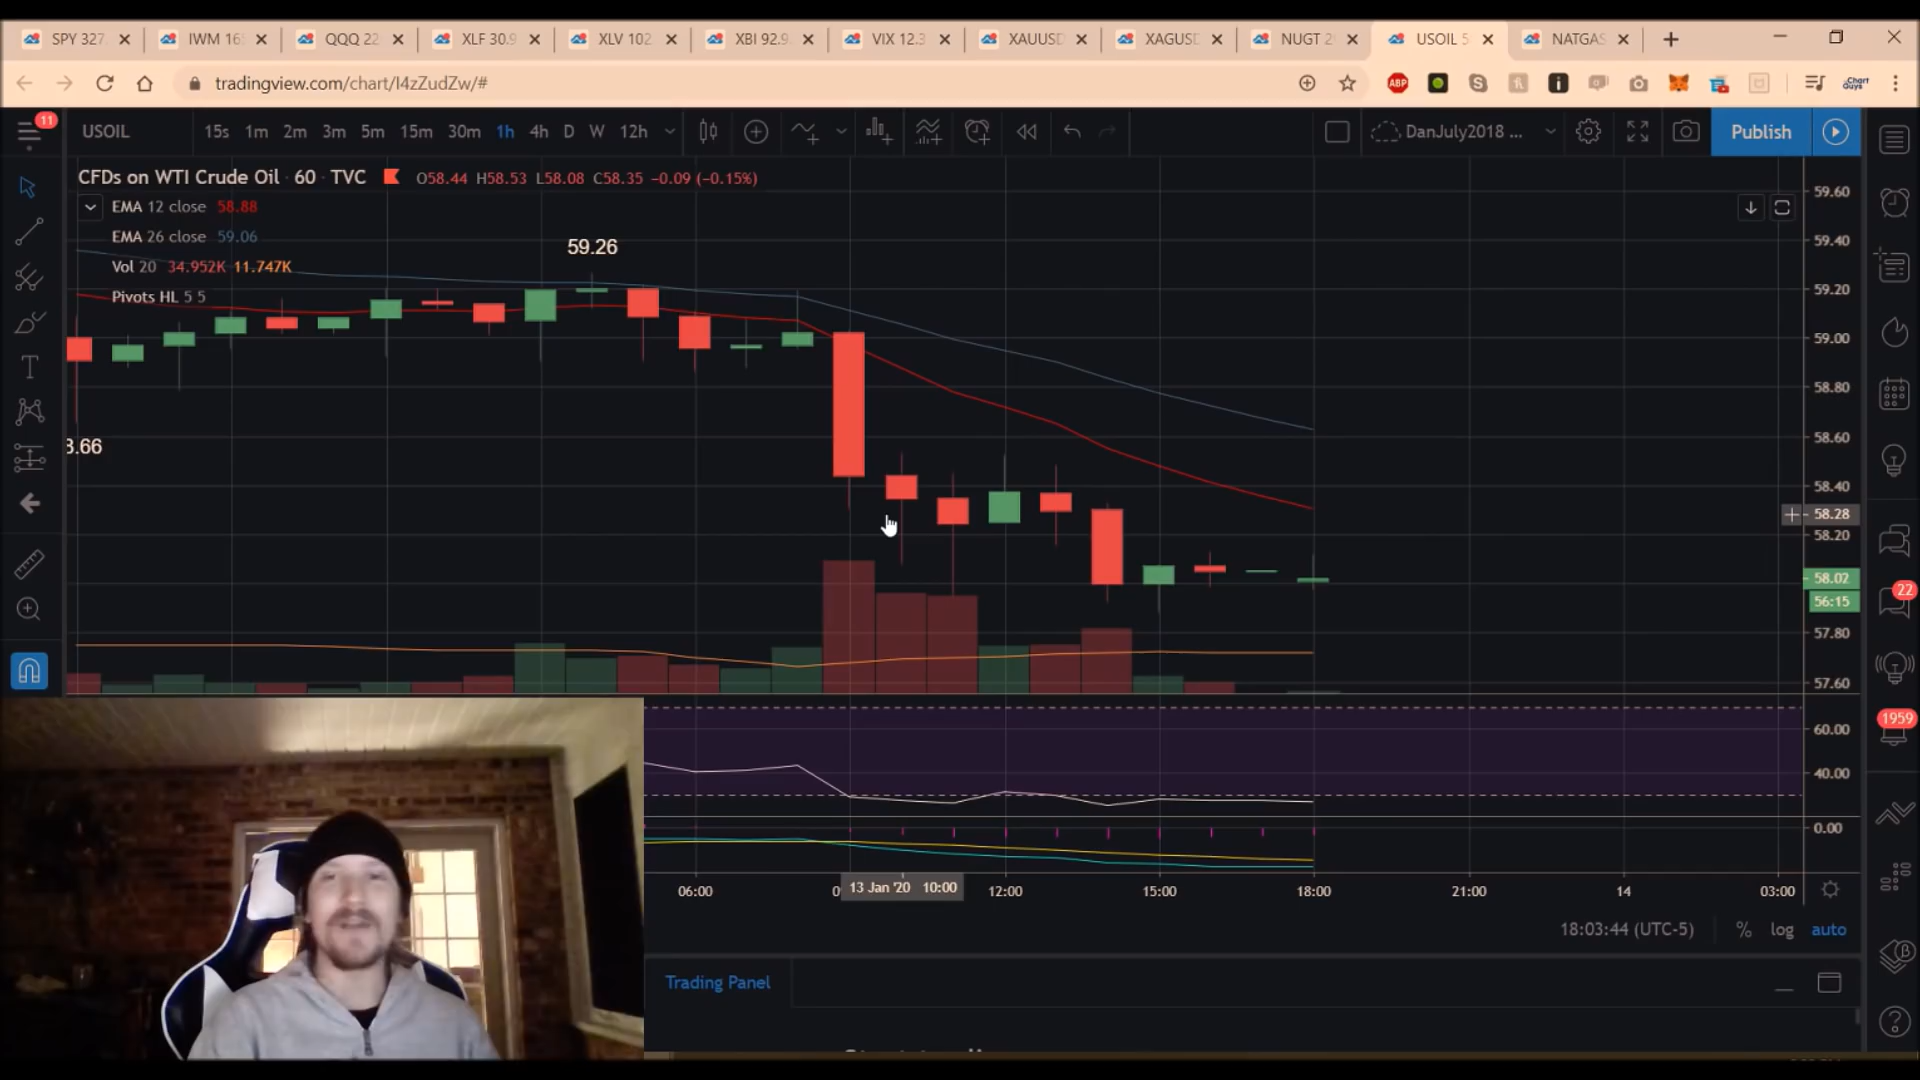 SPY 327.
IWM 16
QQQ 22
XLF 30.9
XLV 102
XBI 92.9
VIX 12.3
XAUUSD
XAGUSD
NUGT 2
USOIL 5
NATGAS
tradingview.com/chart/I4zZudZw/#
ABP
11
USOIL 15s 1m 2m 3m 5m 15m 30m 1h 4h D W 12h
DanJuly2018 ...
Publish
CFDs on WTI Crude Oil · 60 · TVC O58.44 H58.53 L58.08 C58.35 −0.09 (−0.15%)
EMA 12 close 58.88
EMA 26 close 59.06
Vol 20 34.952K 11.747K
Pivots HL 5 5
59.26
3.66
59.60
59.40
59.20
59.00
58.80
58.60
58.40
58.28
58.20
58.02
56:15
57.80
57.60
60.00
40.00
0.00
22
1959
06:00
13 Jan '20 10:00
12:00
15:00
18:00
21:00
14
03:00
18:03:44 (UTC-5)
% log auto
Trading Panel